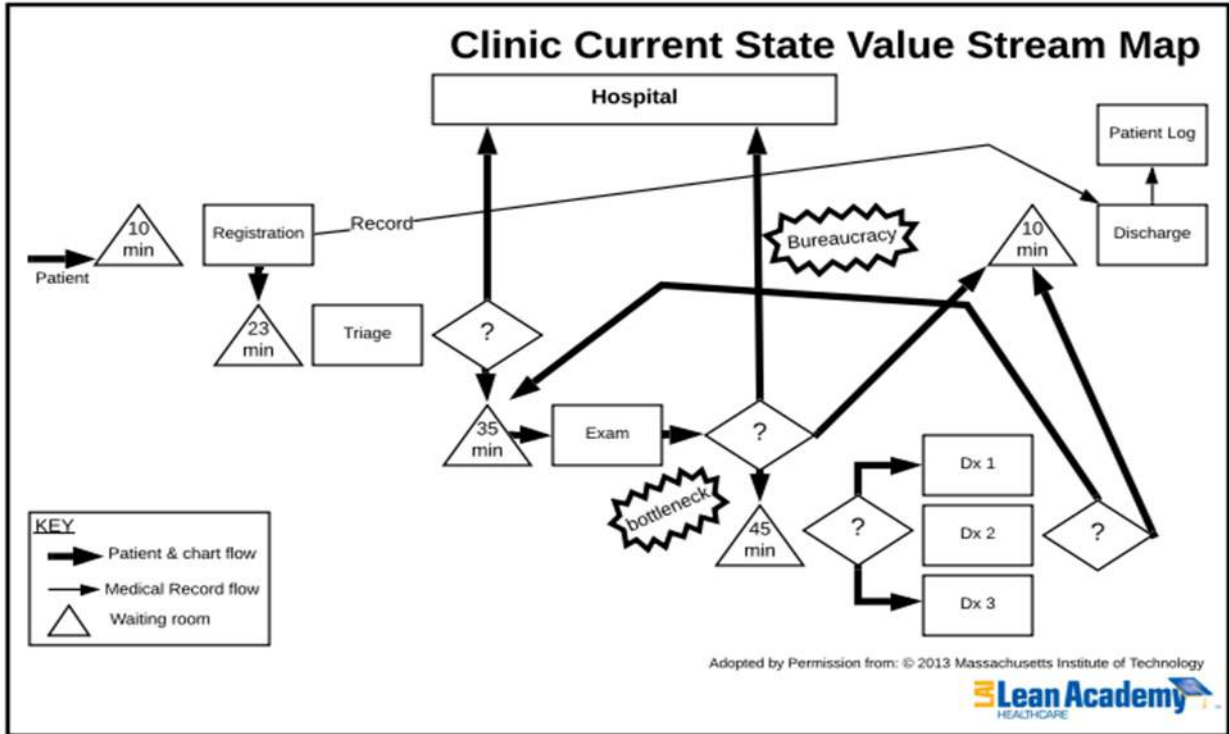 Clinic Current State Value Stream Map
Hospital
Patient Log
10
min
Registration
Record
Bureaucracy
10
min
Discharge
Patient
23
min
Triage
?
35
min
Exam
?
bottleneck
45
min
?
Dx 1
Dx 2
Dx 3
?
KEY
Patient & chart flow
Medical Record flow
Waiting room
Adopted by Permission from: © 2013 Massachusetts Institute of Technology
LAI
Lean Academy
HEALTHCARE